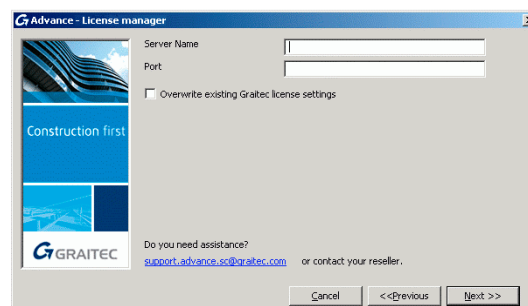 Advance - License manager
Server Name
Port
Overwrite existing Graitec license settings
Construction first
GRAITEC
Do you need assistance?
support.advance.sc@graitec.com or contact your reseller.
Cancel <<Previous Next >>